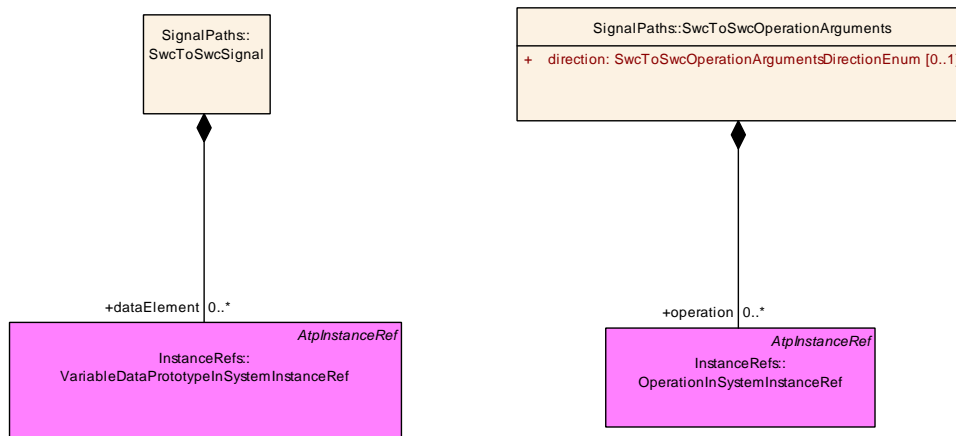 SignalPaths::
SwcToSwcSignal
+dataElement 0..*
AtpInstanceRef
InstanceRefs::
VariableDataPrototypeInSystemInstanceRef
SignalPaths::SwcToSwcOperationArguments
+ direction: SwcToSwcOperationArgumentsDirectionEnum [0..1]
+operation 0..*
AtpInstanceRef
InstanceRefs::
OperationInSystemInstanceRef